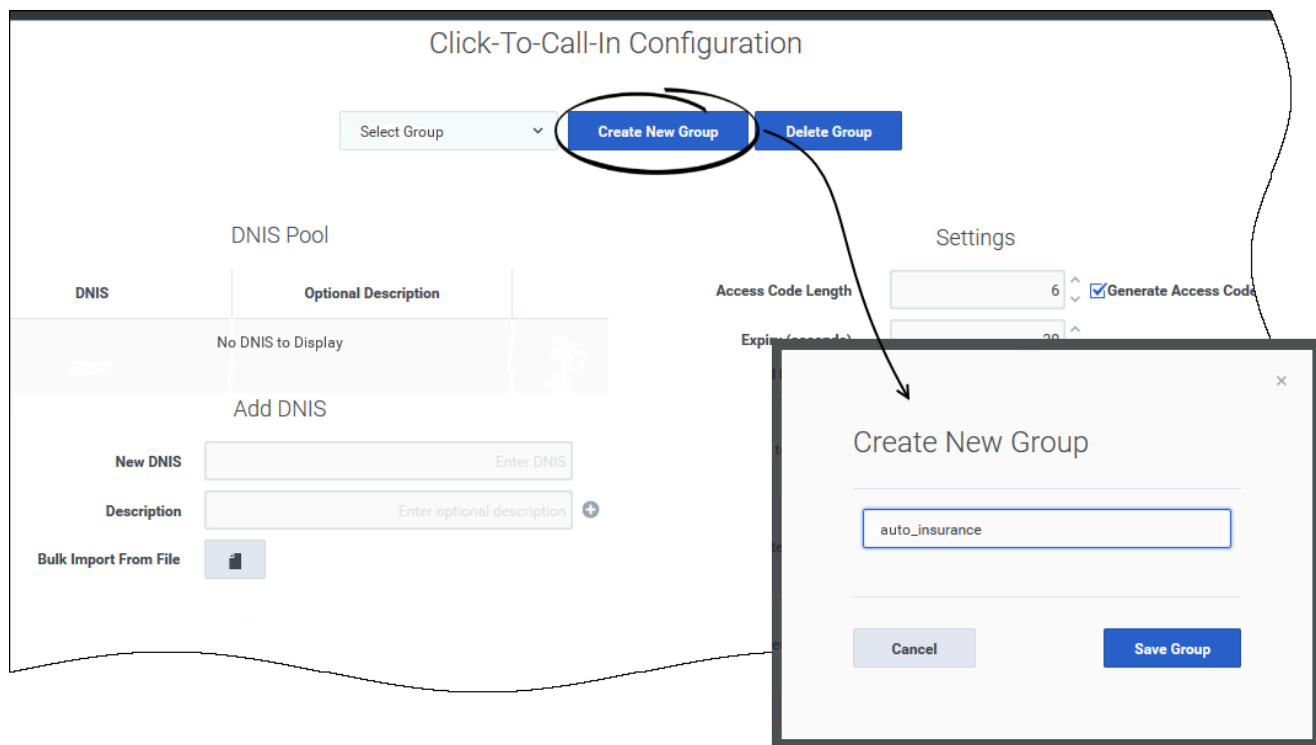 Click-To-Call-In Configuration
Select Group
Create New Group
Delete Group
DNIS Pool
DNIS
Optional Description
No DNIS to Display
Add DNIS
New DNIS
Enter DNIS
Description
Enter optional description
Bulk Import From File
Settings
Access Code Length
6
Generate Access Code
Create New Group
auto_insurance
Cancel
Save Group